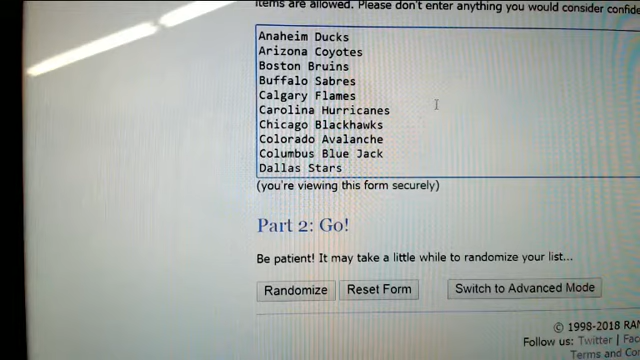 items are allowed. Please don't enter anything you would consider
Anaheim Ducks
Arizona Coyotes
Boston Bruins
Buffalo Sabres
Calgary Flames
Carolina Hurricanes
Chicago Blackhawks
Colorado Avalanche
Columbus Blue Jack
Dallas Stars
(you're viewing this form securely)
Part 2: Go!
Be patient! It may take a little while to randomize your list...
Randomize Reset Form Switch to Advanced Mode
© 1998-2018
Follow us: Twitter |
Terms and